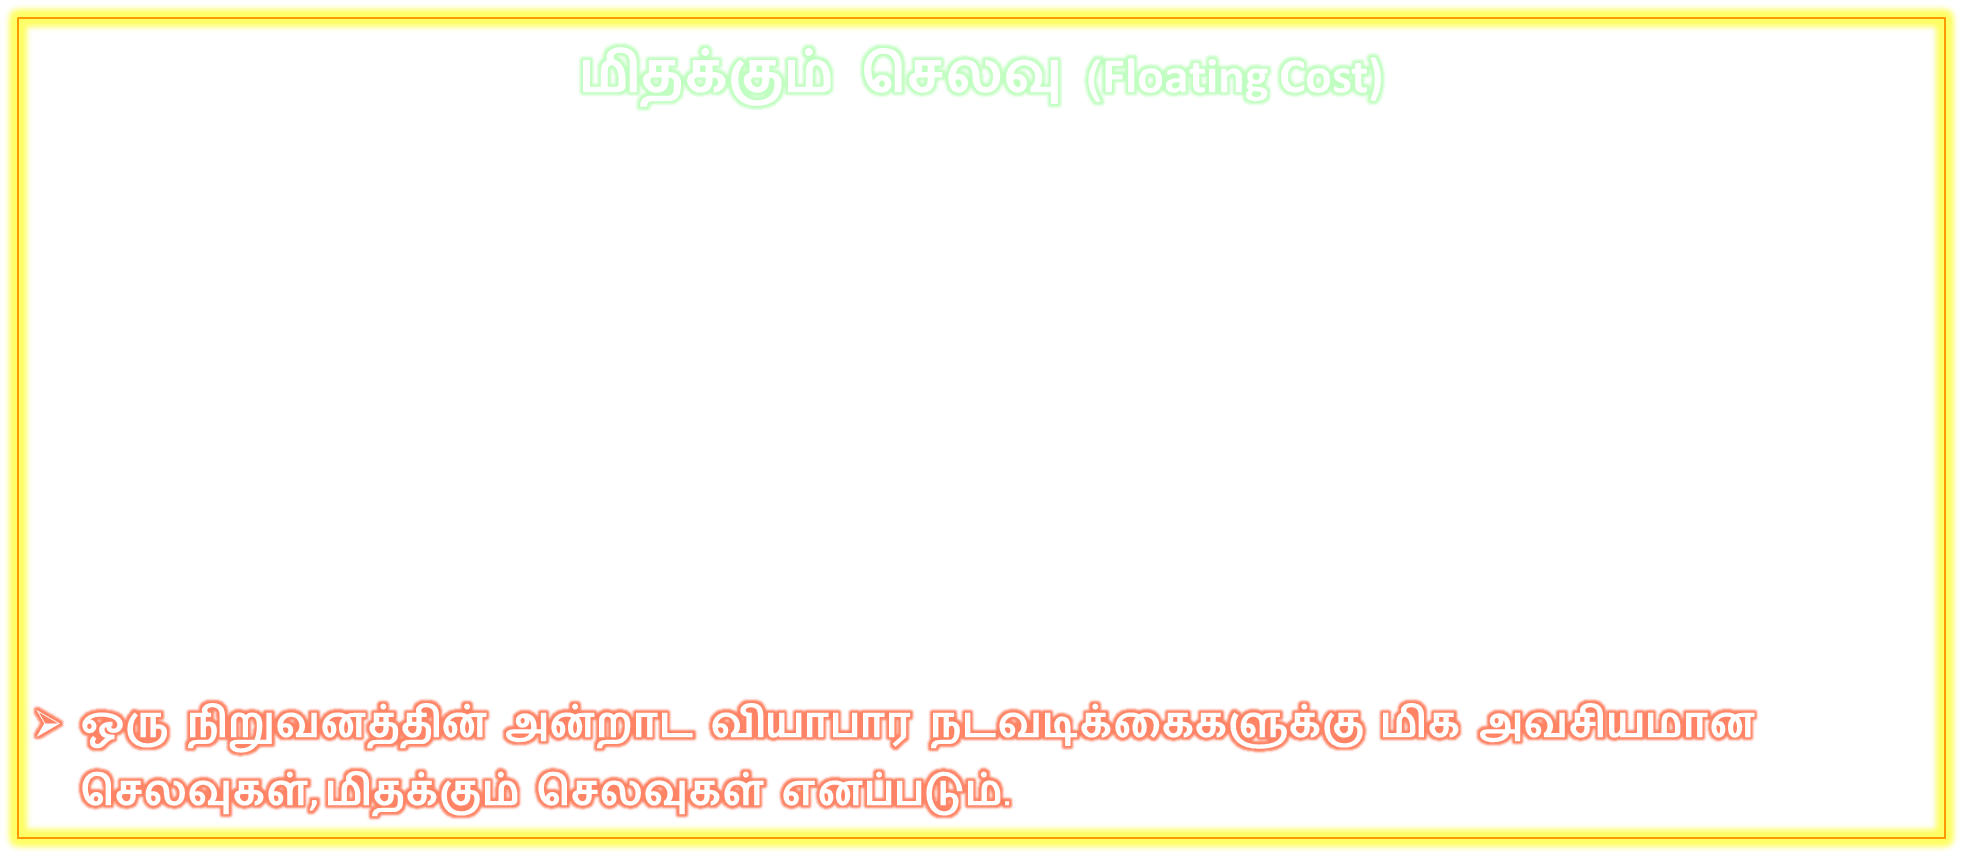 மிதக்கும் செலவு (Floating Cost)
➢ ஒரு நிறுவனத்தின் அன்றாட வியாபார நடவடிக்கைகளுக்கு மிக அவசியமான
செலவுகள்,மிதக்கும் செலவுகள் எனப்படும்.